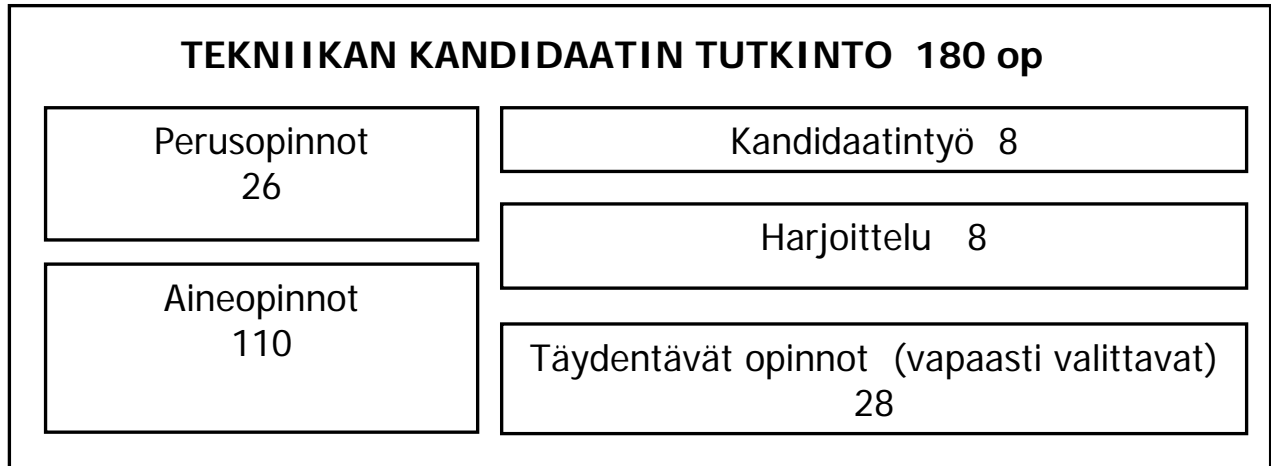 TEKNIIKAN KANDIDAATIN TUTKINTO 180 op
Perusopinnot
26
Aineopinnot
110
Kandidaatintyö 8
Harjoittelu 8
Täydentävät opinnot (vapaasti valittavat)
28